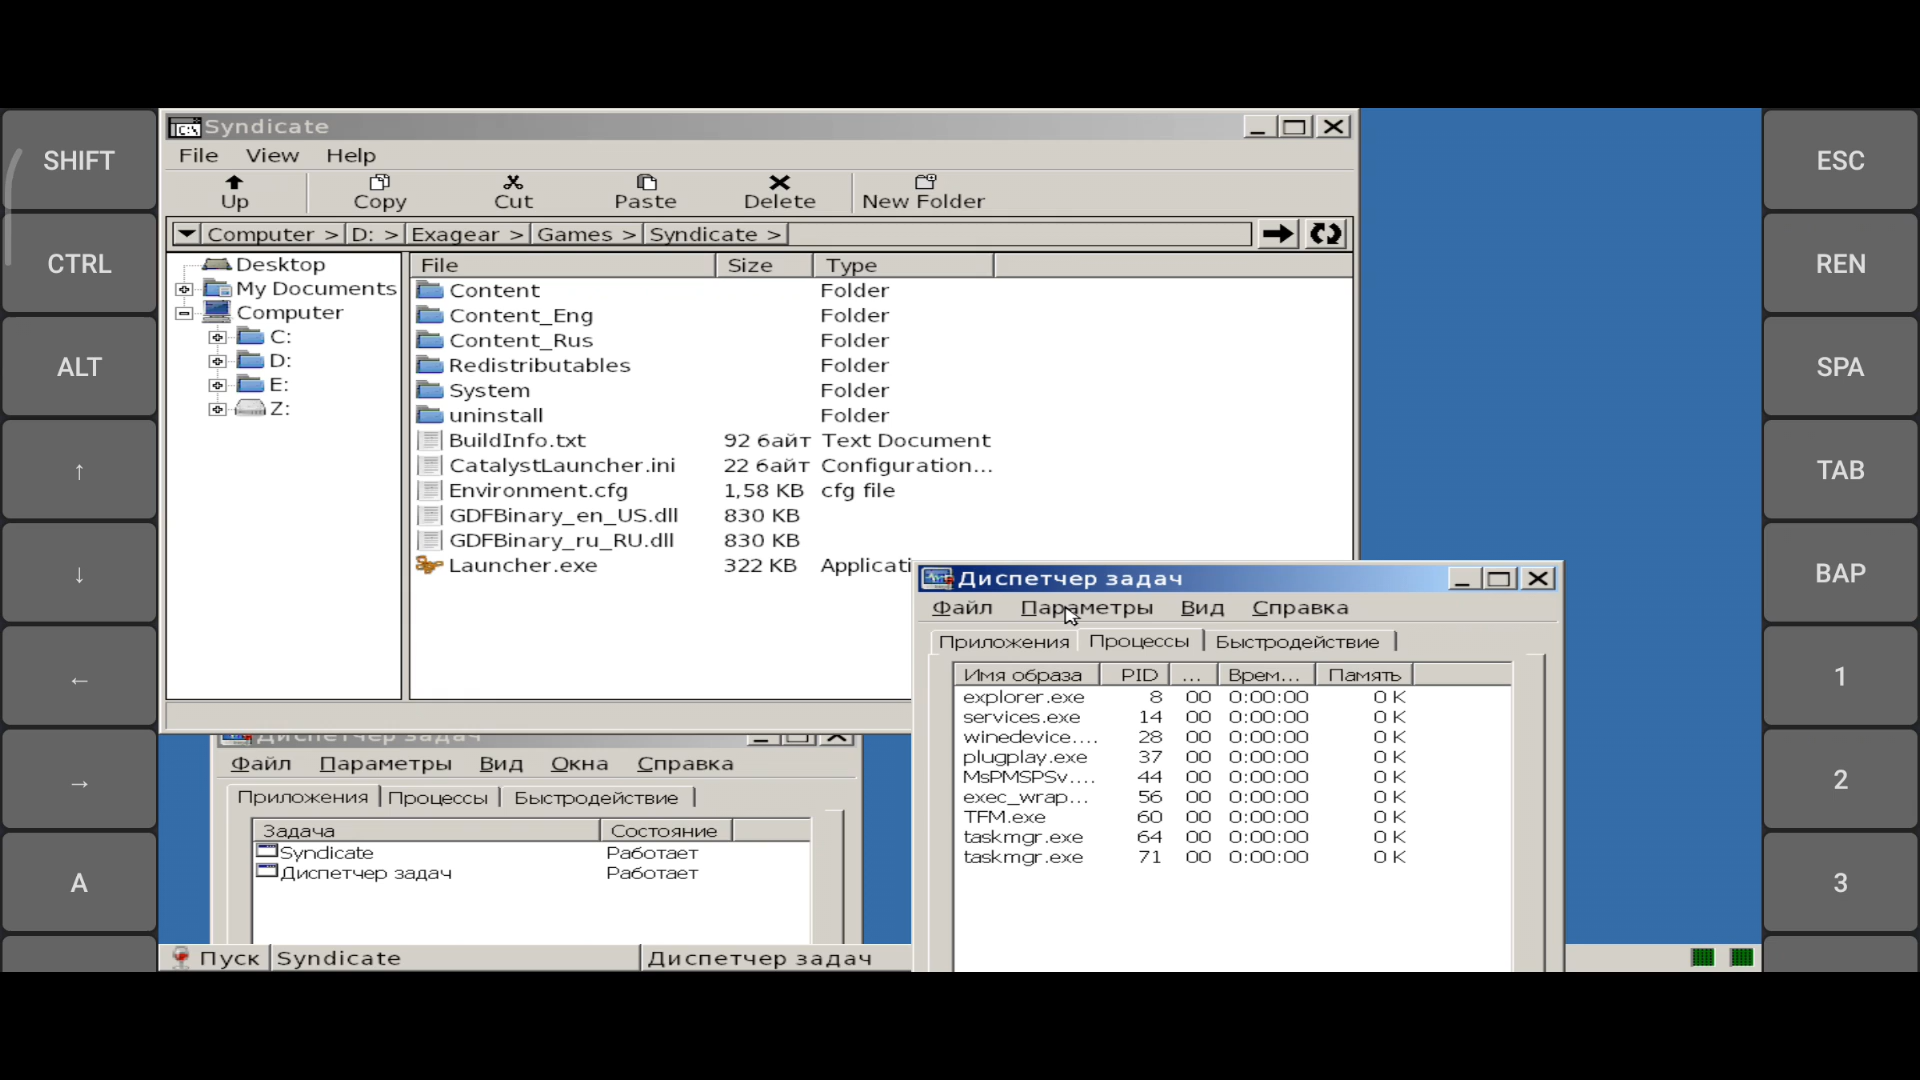 SHIFT
CTRL
ALT
↑
↓
←
→
A
Syndicate
File View Help
Up Copy Cut Paste Delete New Folder
Computer > D: > Exagear > Games > Syndicate >
Desktop
My Documents
Computer
C:
D:
E:
Z:
File Size Type
Content Folder
Content_Eng Folder
Content_Rus Folder
Redistributables Folder
System Folder
uninstall Folder
BuildInfo.txt 92 байт Text Document
CatalystLauncher.ini 22 байт Configuration...
Environment.cfg 1,58 KB cfg file
GDFBinary_en_US.dll 830 KB
GDFBinary_ru_RU.dll 830 KB
Launcher.exe 322 KB Applicati
Диспетчер задач
Файл Параметры Вид Справка
Приложения Процессы Быстродействие
Имя образа PID ... Врем... Память
explorer.exe 8 00 0:00:00 0 K
services.exe 14 00 0:00:00 0 K
winedevice.... 28 00 0:00:00 0 K
plugplay.exe 37 00 0:00:00 0 K
MsPMSPSv.... 44 00 0:00:00 0 K
exec_wrap... 56 00 0:00:00 0 K
TFM.exe 60 00 0:00:00 0 K
taskmgr.exe 64 00 0:00:00 0 K
taskmgr.exe 71 00 0:00:00 0 K
Диспетчер задач
Файл Параметры Вид Окна Справка
Приложения Процессы Быстродействие
Задача Состояние
Syndicate Работает
Диспетчер задач Работает
Пуск Syndicate Диспетчер задач
ESC
REN
SPA
TAB
BAP
1
2
3